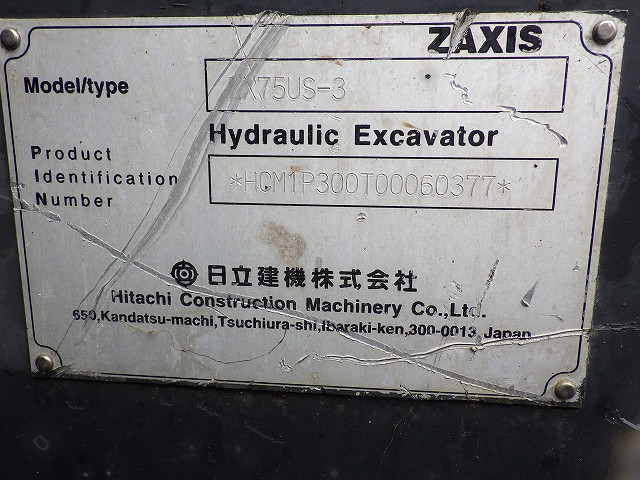 ZAXIS
Model/type ZX75US-3
Hydraulic Excavator
Product
Identification
Number
*HCM1P300T00060377*
日立建機株式会社
Hitachi Construction Machinery Co.,Ltd.
650,Kandatsu-machi,Tsuchiura-shi,Ibaraki-ken,300-0013 Japan